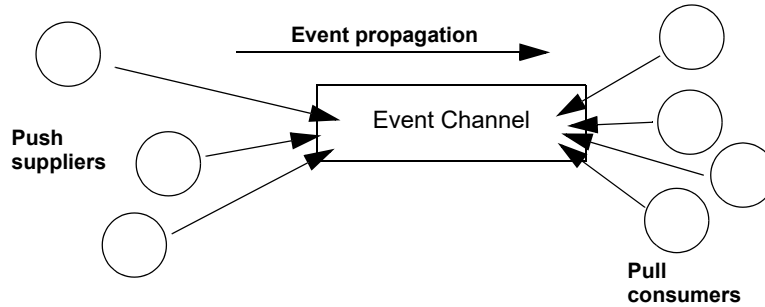 Event propagation
Event Channel
Push
suppliers
Pull
consumers